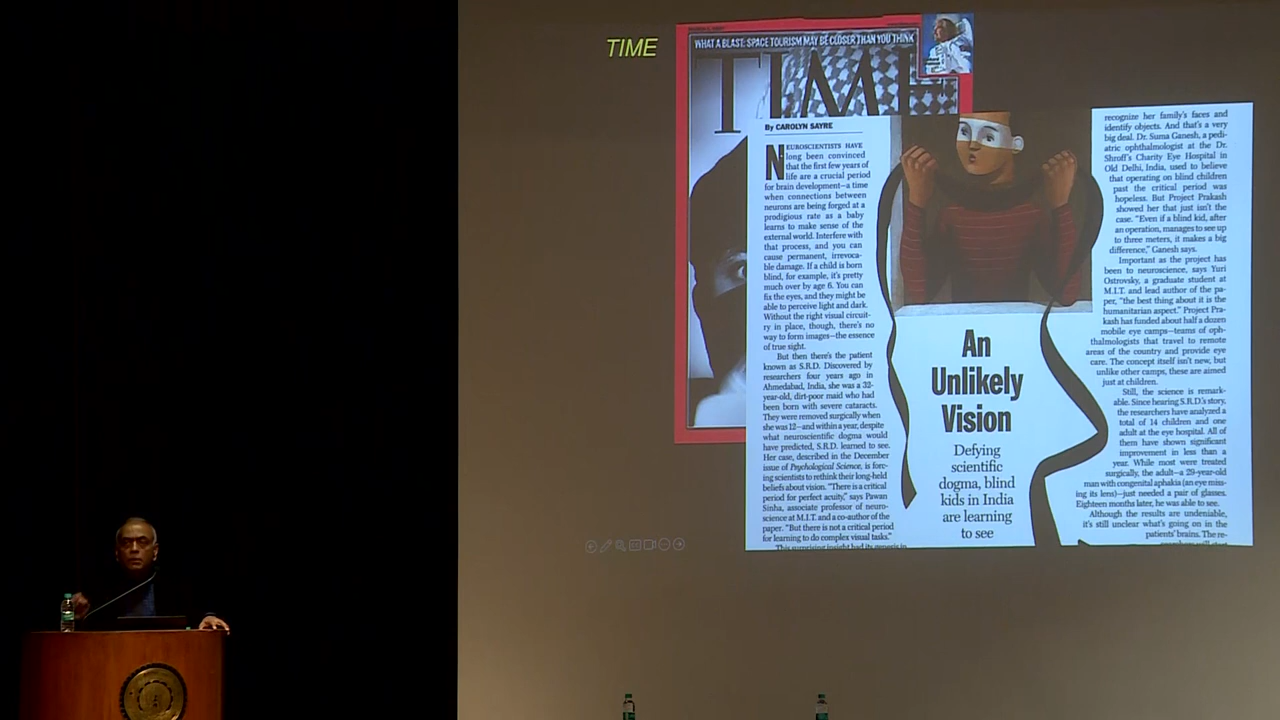 TIME
WHAT A BLAST: SPACE TOURISM MAY BE CLOSER THAN YOU THINK
TIME
By CAROLYN SAYRE
NEUROSCIENTISTS HAVE
long been convinced
that the first few years of
life are a crucial period
for brain development—a time
when connections between
neurons are being forged at a
prodigious rate as a baby
learns to make sense of the
external world. Interfere with
that process, and you can
cause permanent, irrevoca-
ble damage. If a child is born
blind, for example, it's pretty
much over by age 6. You can
fix the eyes, and they might be
able to perceive light and dark.
Without the right visual circuit-
ry in place, though, there's no
way to form images—the essence
of true sight.
But then there's the patient
known as S.R.D. Discovered by
researchers four years ago in
Ahmedabad, India, she was a 32-
year-old, dirt-poor maid who had
been born with severe cataracts.
They were removed surgically when
she was 12—and within a year, despite
what neuroscientific dogma would
have predicted, S.R.D. learned to see.
Her case, described in the December
issue of Psychological Science, is forc-
ing scientists to rethink their long-held
beliefs about vision. "There is a critical
period for perfect acuity," says Pawan
Sinha, associate professor of neuro-
science at M.I.T. and a co-author of the
paper. "But there is not a critical period
for learning to do complex visual tasks."
This surprising insight had its genesis in
An
Unlikely
Vision
Defying
scientific
dogma, blind
kids in India
are learning
to see
recognize her family's faces and
identify objects. And that's a very
big deal. Dr. Suma Ganesh, a pedi-
atric ophthalmologist at the Dr.
Shroff's Charity Eye Hospital in
Old Delhi, India, used to believe
that operating on blind children
past the critical period was
hopeless. But Project Prakash
showed her that just isn't the
case. "Even if a blind kid, after
an operation, manages to see up
to three meters, it makes a big
difference," Ganesh says.
Important as the project has
been to neuroscience, says Yuri
Ostrovsky, a graduate student at
M.I.T. and lead author of the pa-
per, "the best thing about it is the
humanitarian aspect." Project Pra-
kash has funded about half a dozen
mobile eye camps—teams of oph-
thalmologists that travel to remote
areas of the country and provide eye
care. The concept itself isn't new, but
unlike other camps, these are aimed
just at children.
Still, the science is remark-
able. Since hearing S.R.D.'s story,
the researchers have analyzed a
total of 14 children and one
adult at the eye hospital. All of
them have shown significant
improvement in less than a
year. While most were treated
surgically, the adult—a 29-year-old
man with congenital aphakia (an eye miss-
ing its lens)—just needed a pair of glasses.
Eighteen months later, he was able to see.
Although the results are undeniable,
it's still unclear what's going on in the
patients' brains. The re-